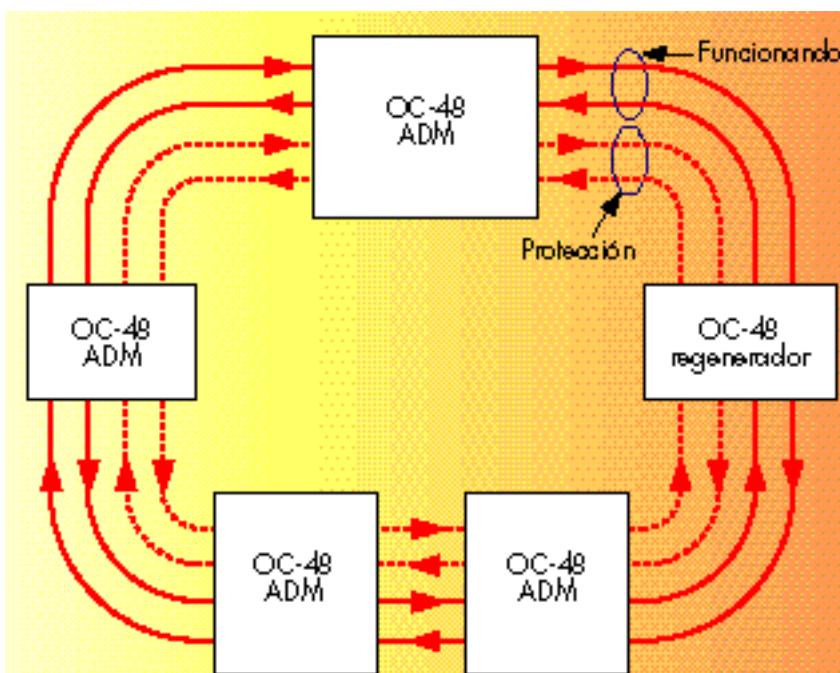 Funcionando
OC-48
ADM
Protección
OC-48
ADM
OC-48
regenerador
OC-48
ADM
OC-48
ADM